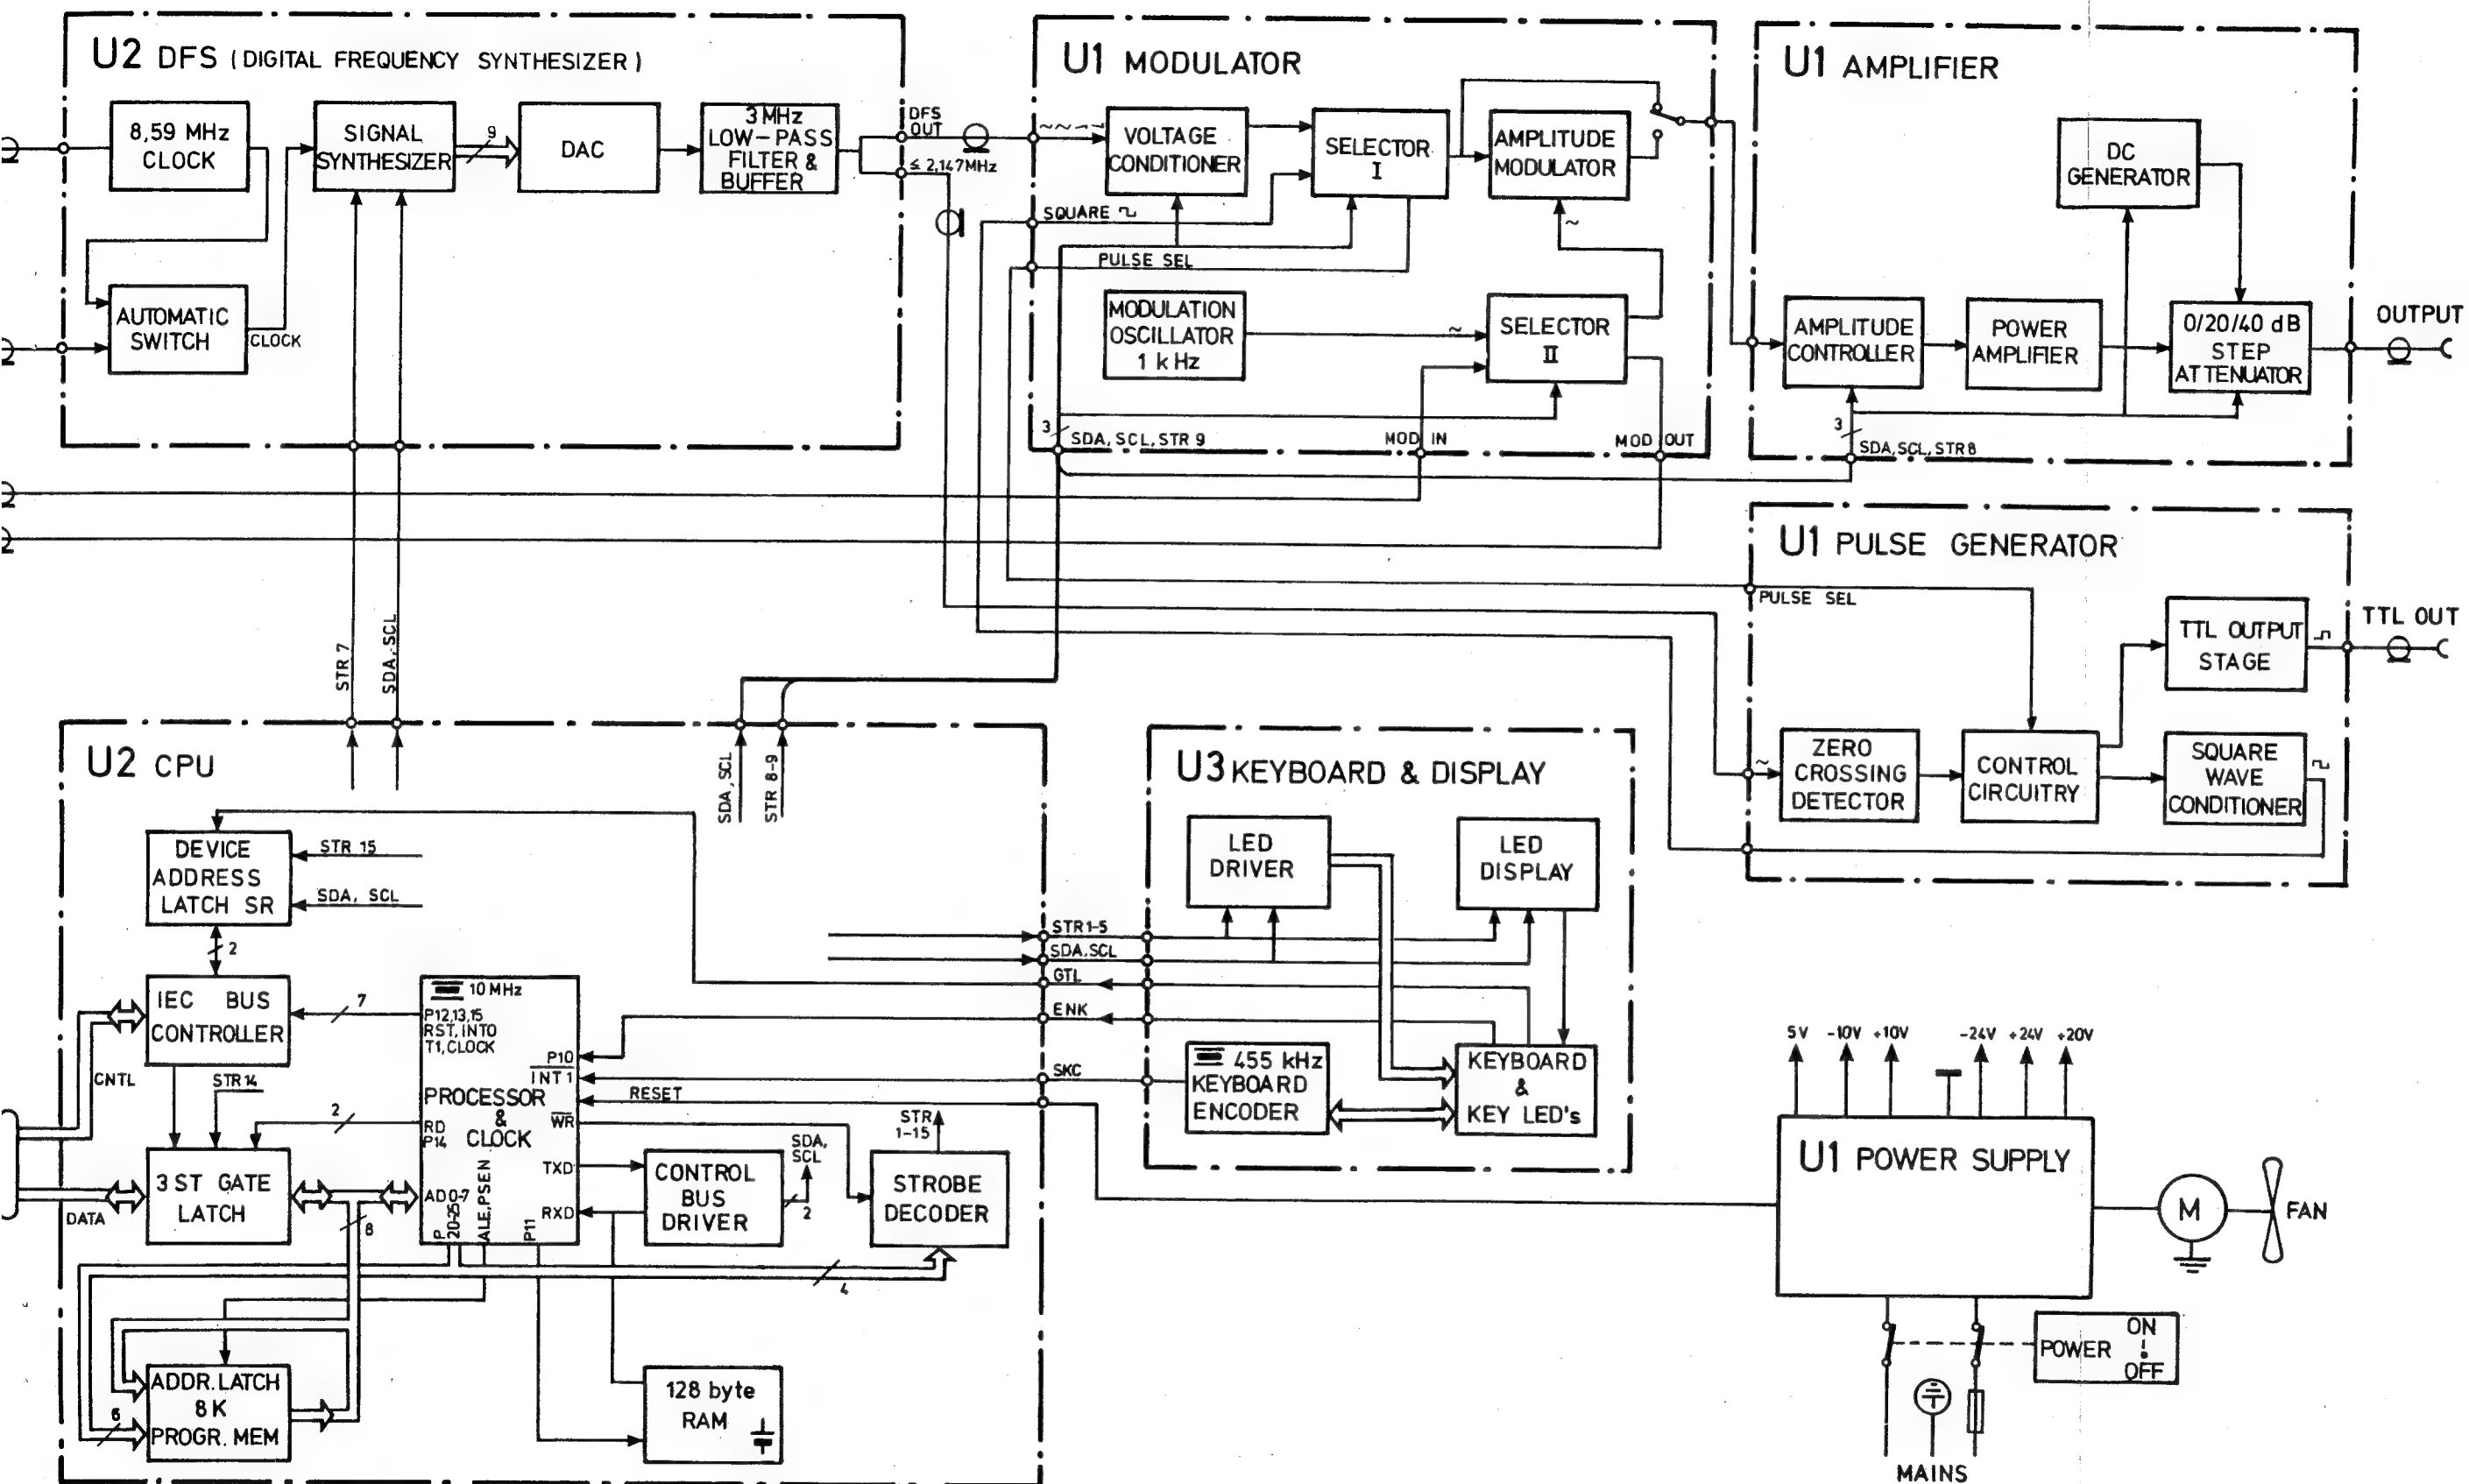 U2 DFS (DIGITAL FREQUENCY SYNTHESIZER)
8,59 MHz
CLOCK
SIGNAL
SYNTHESIZER
9
DAC
3 MHz
LOW-PASS
FILTER &
BUFFER
DFS
OUT
≤ 2,147MHz
AUTOMATIC
SWITCH
CLOCK
STR 7
SDA, SCL
U1 MODULATOR
VOLTAGE
CONDITIONER
SELECTOR
I
AMPLITUDE
MODULATOR
SQUARE
PULSE SEL
MODULATION
OSCILLATOR
1 kHz
~
SELECTOR
II
~
3
SDA, SCL, STR 9
MOD IN
MOD OUT
U1 AMPLIFIER
DC
GENERATOR
AMPLITUDE
CONTROLLER
POWER
AMPLIFIER
0/20/40 dB
STEP
ATTENUATOR
OUTPUT
3
SDA, SCL, STR 8
U1 PULSE GENERATOR
PULSE SEL
TTL OUTPUT
STAGE
TTL OUT
~
ZERO
CROSSING
DETECTOR
CONTROL
CIRCUITRY
SQUARE
WAVE
CONDITIONER
U2 CPU
SDA, SCL
STR 8-9
DEVICE
ADDRESS
LATCH SR
STR 15
SDA, SCL
2
IEC BUS
CONTROLLER
7
CNTL
STR 14
2
3 ST GATE
LATCH
DATA
8
10 MHz
P12,13,15
RST, INTO
T1, CLOCK
P10
INT 1
PROCESSOR
&
CLOCK
RD
P14
WR
TXD
RXD
AD 0-7
P 20-25
ALE, PSEN
P11
RESET
CONTROL
BUS
DRIVER
SDA,
SCL
2
STR
1-15
STROBE
DECODER
4
ADDR. LATCH
8 K
PROGR. MEM
6
128 byte
RAM
U3 KEYBOARD & DISPLAY
LED
DRIVER
LED
DISPLAY
STR1-5
SDA, SCL
GTL
ENK
SKC
455 kHz
KEYBOARD
ENCODER
KEYBOARD
&
KEY LED's
5V
-10V
+10V
-24V
+24V
+20V
U1 POWER SUPPLY
M
FAN
POWER
ON
OFF
MAINS